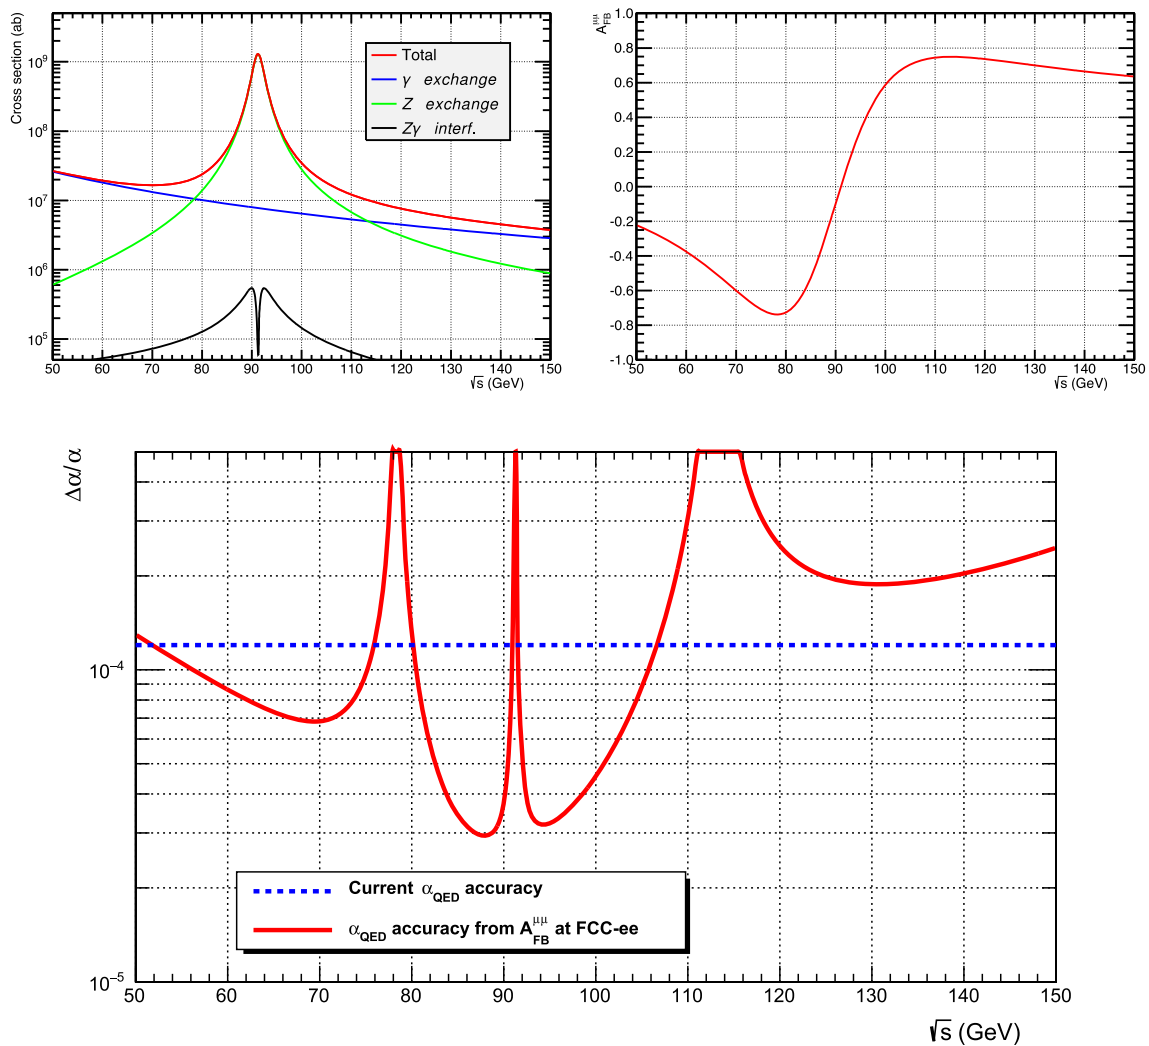 Cross section (ab)
10⁹
10⁸
10⁷
10⁶
10⁵
Total
γ exchange
Z exchange
Zγ interf.
50 60 70 80 90 100 110 120 130 140 150
√s (GeV)
A_FB^μμ
1.0
0.8
0.6
0.4
0.2
0.0
-0.2
-0.4
-0.6
-0.8
-1.0
50 60 70 80 90 100 110 120 130 140 150
√s (GeV)
Δα/α
10⁻⁴
10⁻⁵
Current α_QED accuracy
α_QED accuracy from A_FB^μμ at FCC-ee
50 60 70 80 90 100 110 120 130 140 150
√s (GeV)